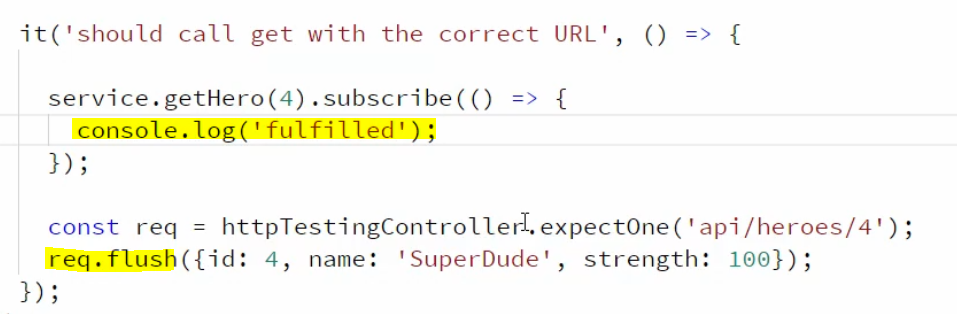 it('should call get with the correct URL', () => {
service.getHero(4).subscribe(() => {
console.log('fulfilled');
});
const req = httpTestingController.expectOne('api/heroes/4');
req.flush({id: 4, name: 'SuperDude', strength: 100});
});